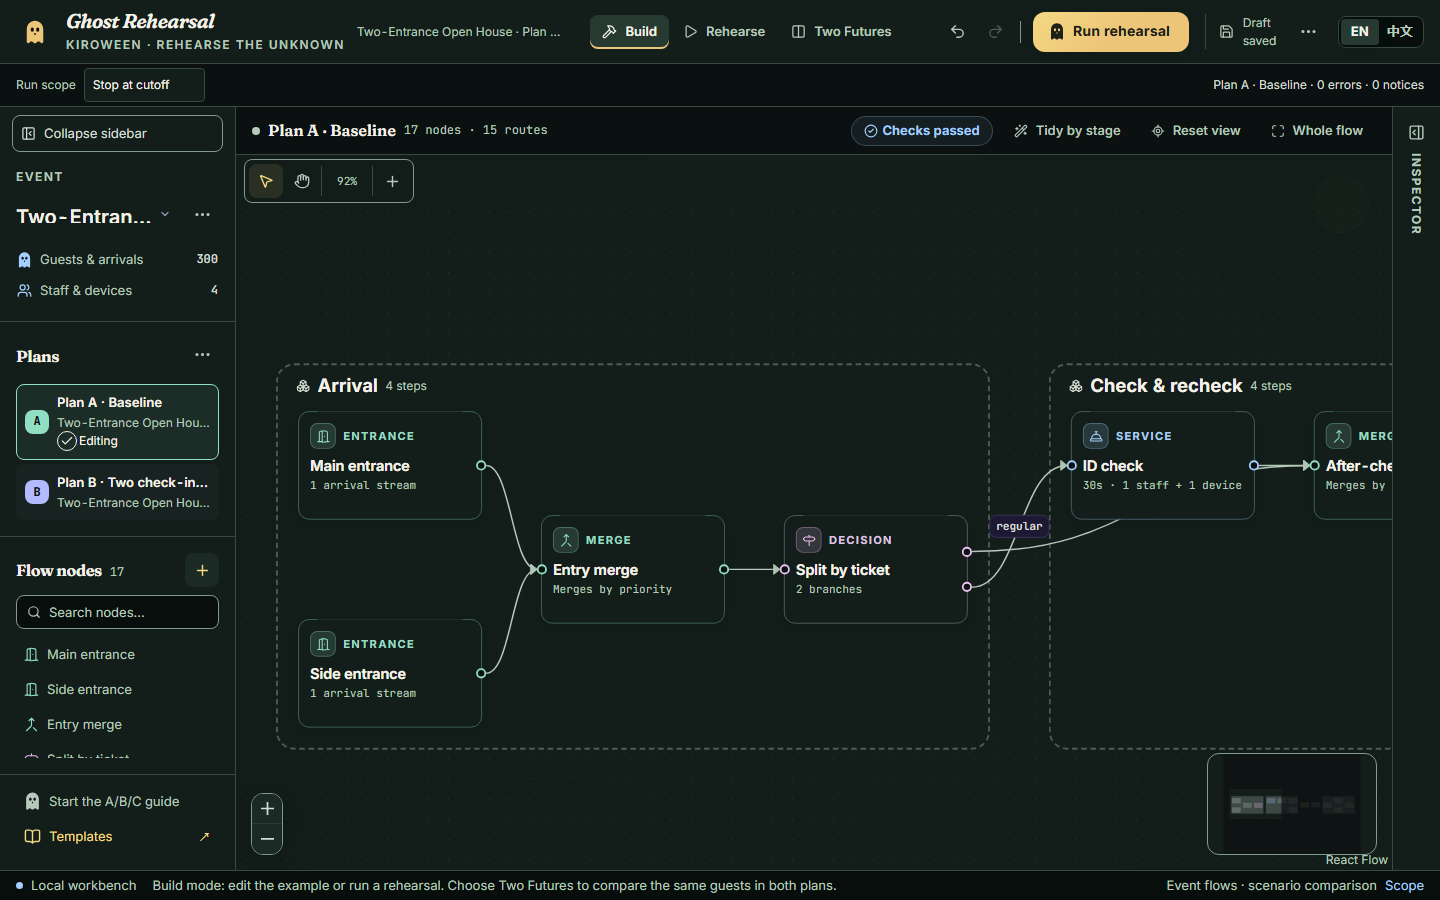 Ghost Rehearsal
KIROWEEN · REHEARSE THE UNKNOWN
Two-Entrance Open House · Plan ...
Build
Rehearse
Two Futures
Run rehearsal
Draft
saved
EN
中文
Run scope
Stop at cutoff
Plan A · Baseline · 0 errors · 0 notices
Collapse sidebar
EVENT
Two-Entran...
Guests & arrivals
300
Staff & devices
4
Plans
A
Plan A · Baseline
Two-Entrance Open Hou...
Editing
B
Plan B · Two check-in...
Two-Entrance Open Hou...
Flow nodes 17
Search nodes...
Main entrance
Side entrance
Entry merge
Split by ticket
Start the A/B/C guide
Templates
Plan A · Baseline 17 nodes · 15 routes
Checks passed
Tidy by stage
Reset view
Whole flow
92%
INSPECTOR
Arrival 4 steps
ENTRANCE
Main entrance
1 arrival stream
MERGE
Entry merge
Merges by priority
DECISION
Split by ticket
2 branches
ENTRANCE
Side entrance
1 arrival stream
regular
Check & recheck 4 steps
SERVICE
ID check
30s · 1 staff + 1 device
MERG
After-che
Merges by
React Flow
Local workbench
Build mode: edit the example or run a rehearsal. Choose Two Futures to compare the same guests in both plans.
Event flows · scenario comparison
Scope